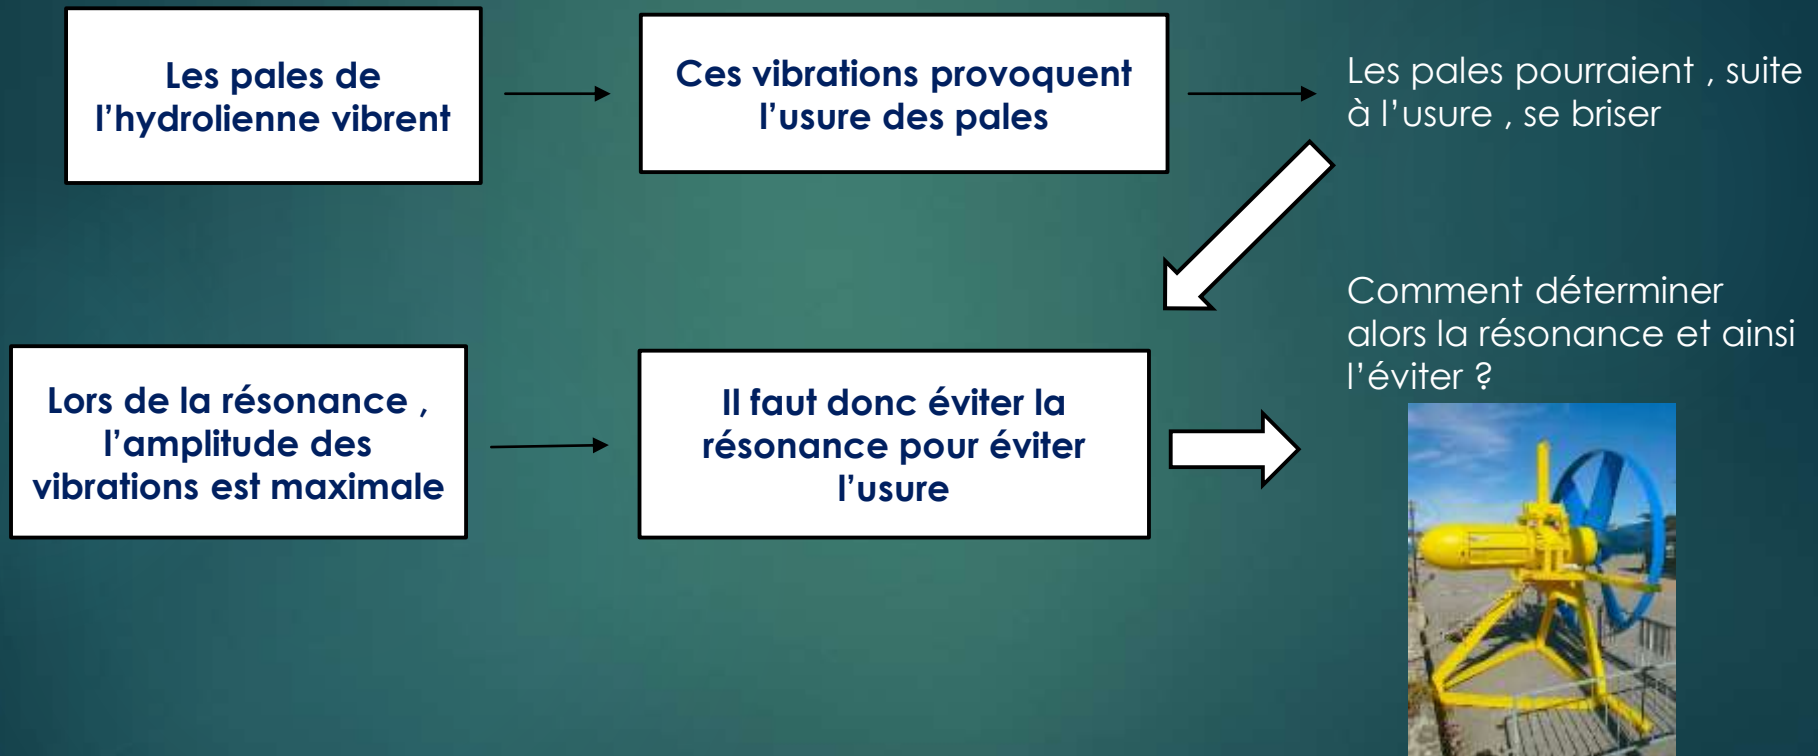 Les pales de
l'hydrolienne vibrent
Ces vibrations provoquent
l'usure des pales
Les pales pourraient , suite
à l'usure , se briser
Lors de la résonance ,
l'amplitude des
vibrations est maximale
Il faut donc éviter la
résonance pour éviter
l'usure
Comment déterminer
alors la résonance et ainsi
l'éviter ?